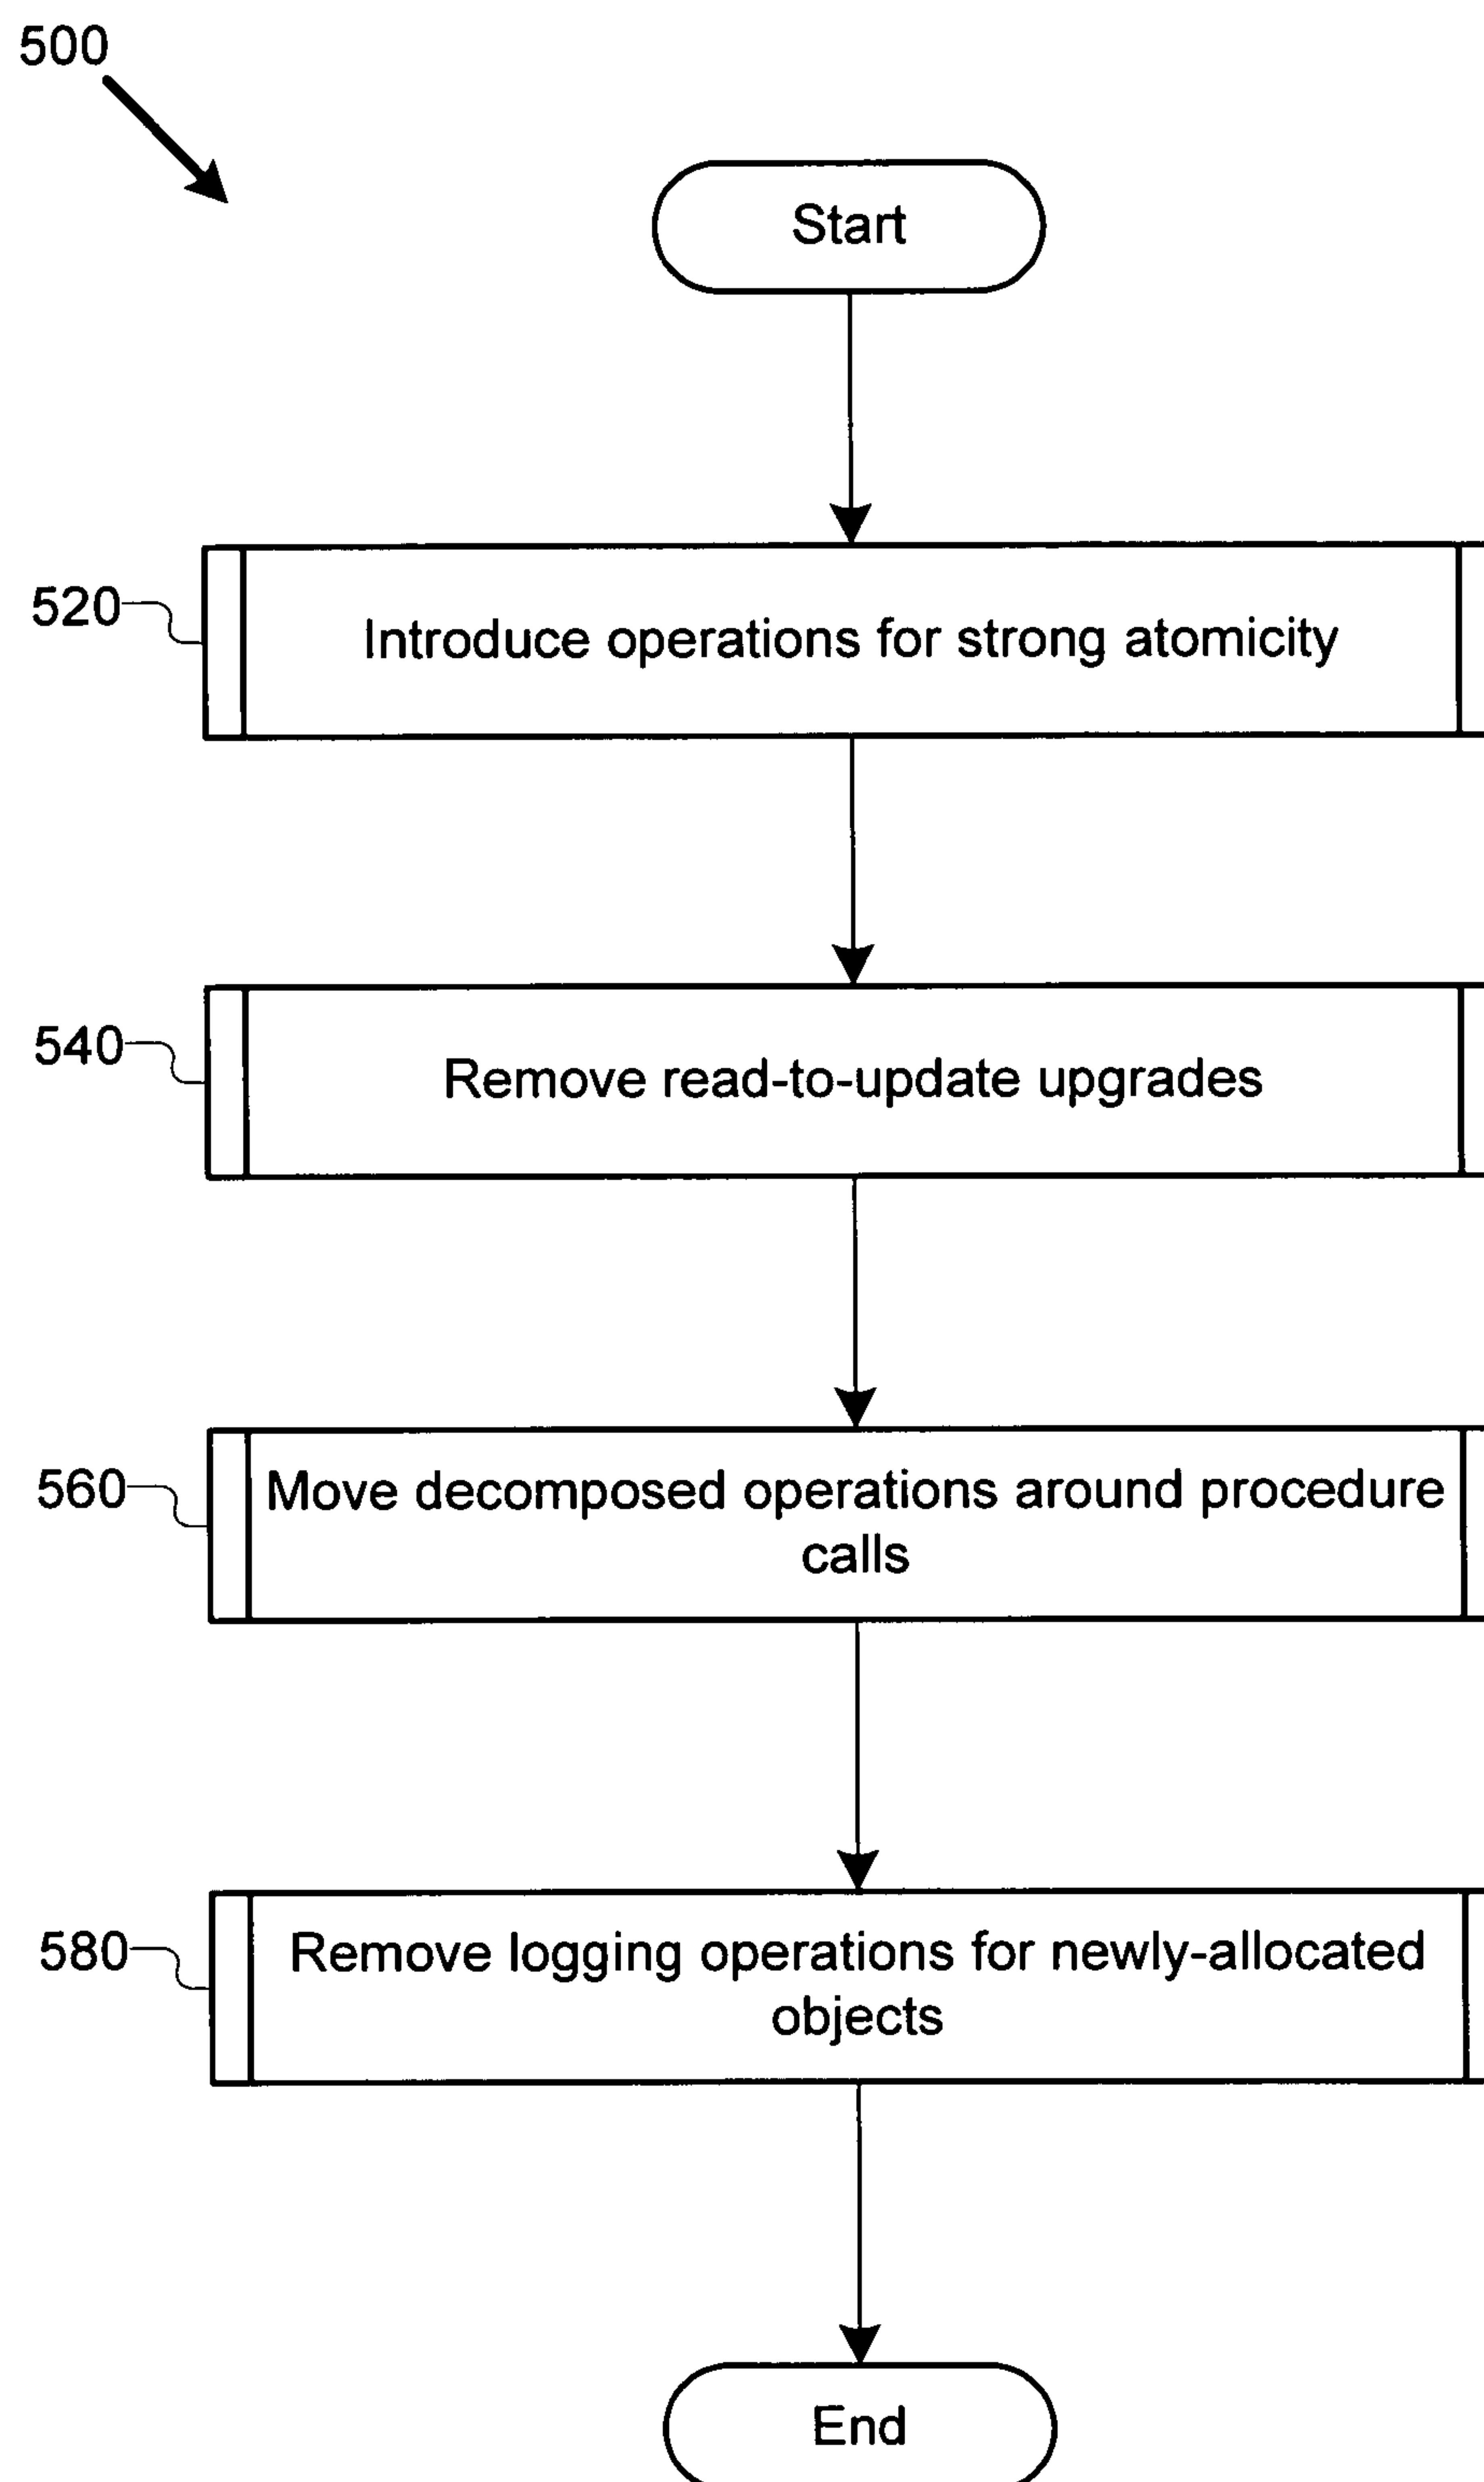 500
Start
520
Introduce operations for strong atomicity
540
Remove read-to-update upgrades
560
Move decomposed operations around procedure
calls
580
Remove logging operations for newly-allocated
objects
End